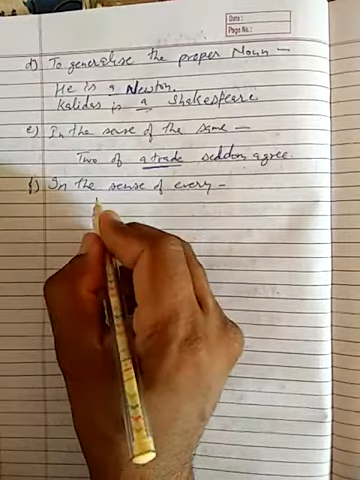 Date :
Page No.:
d) To generalise the proper Noun -
He is a Newton.
Kalidas is a Shakespeare
e) In the sense of the same -
Two of a trade seldom agree.
f) In the sense of every -